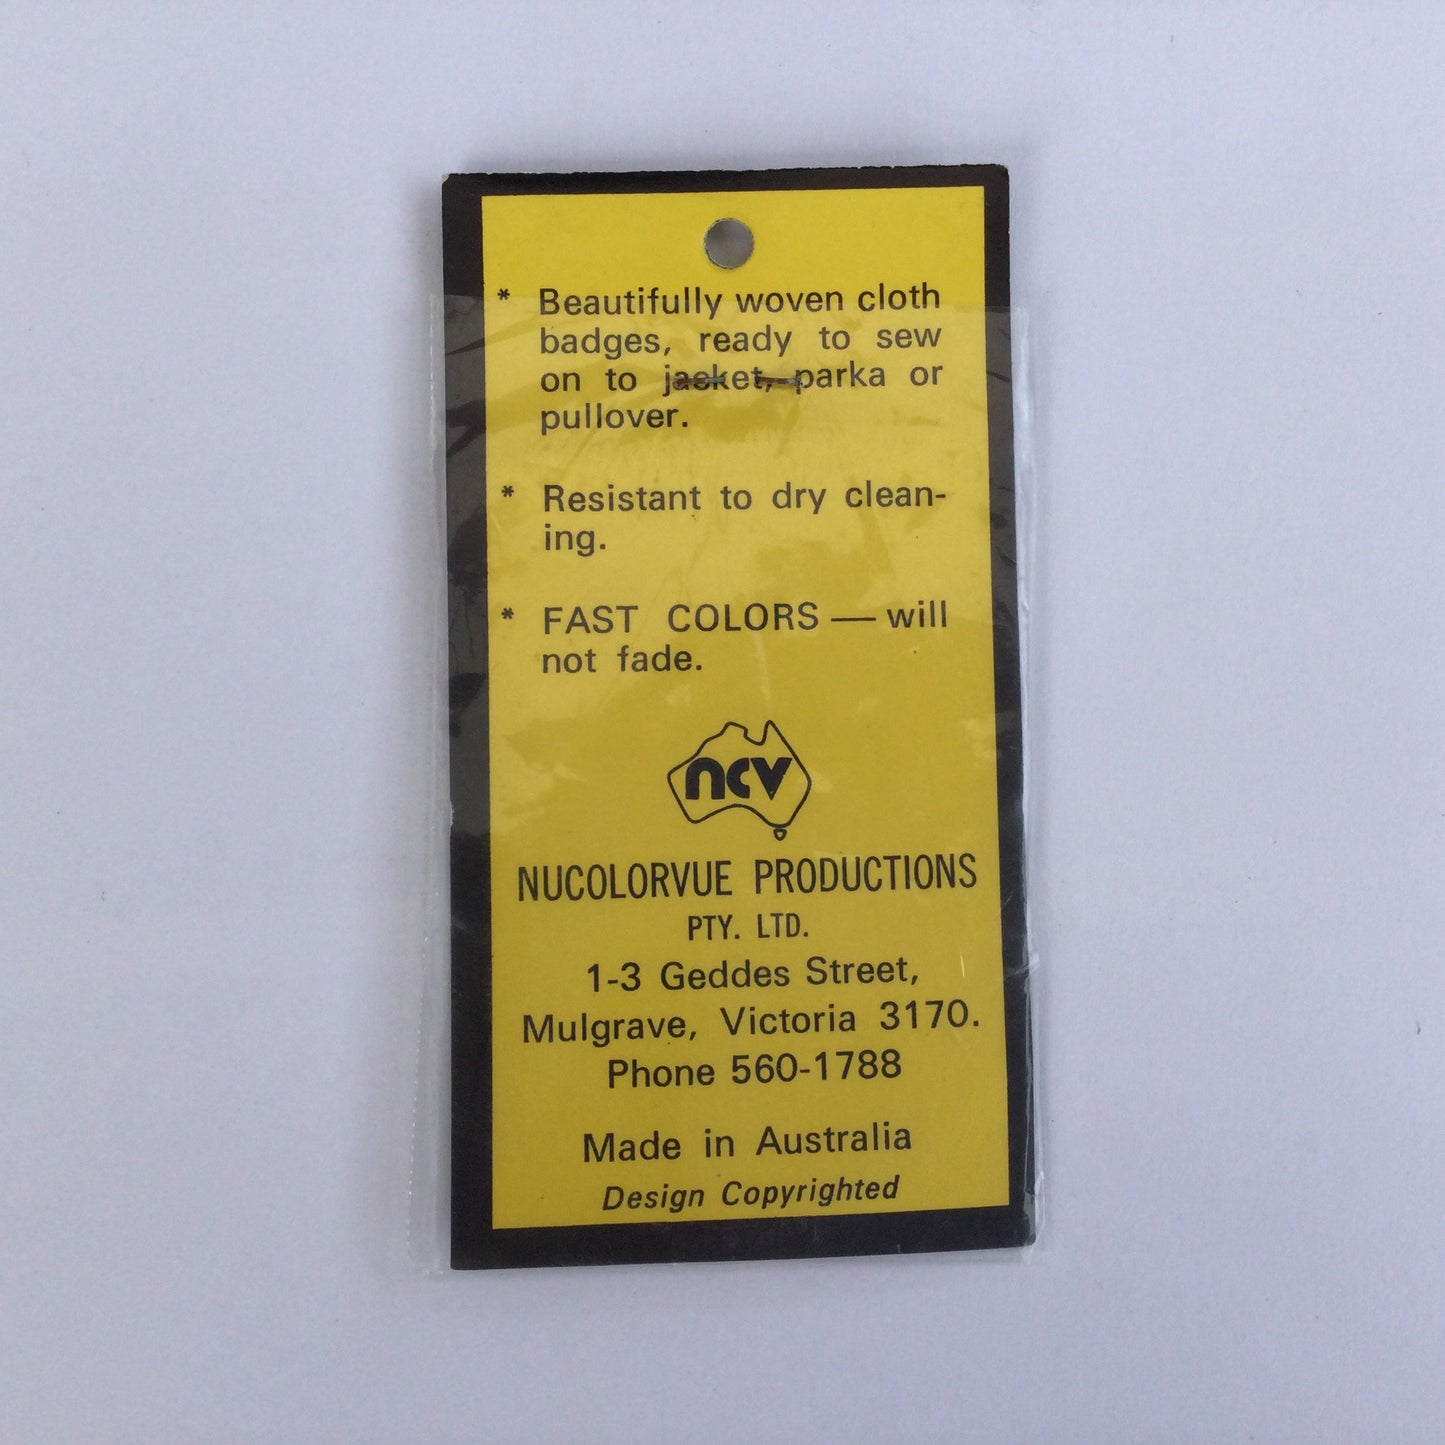 * Beautifully woven cloth
badges, ready to sew
on to jacket, parka or
pullover.
* Resistant to dry clean-
ing.
* FAST COLORS — will
not fade.
ncv
NUCOLORVUE PRODUCTIONS
PTY. LTD.
1-3 Geddes Street,
Mulgrave, Victoria 3170.
Phone 560-1788
Made in Australia
Design Copyrighted